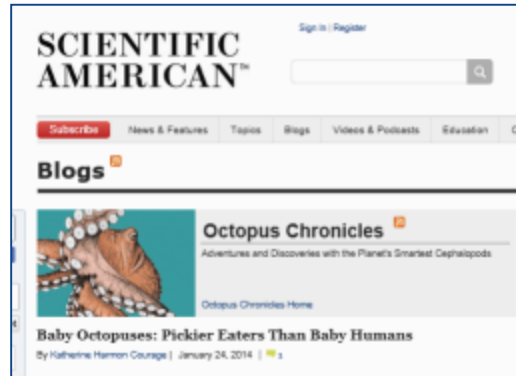 Sign In | Register
SCIENTIFIC
AMERICAN™
Subscribe News & Features Topics Blogs Videos & Podcasts Education
Blogs
Octopus Chronicles
Adventures and Discoveries with the Planet's Smartest Cephalopods
Octopus Chronicles Home
Baby Octopuses: Pickier Eaters Than Baby Humans
By Katherine Harmon Courage | January 24, 2014 | 1